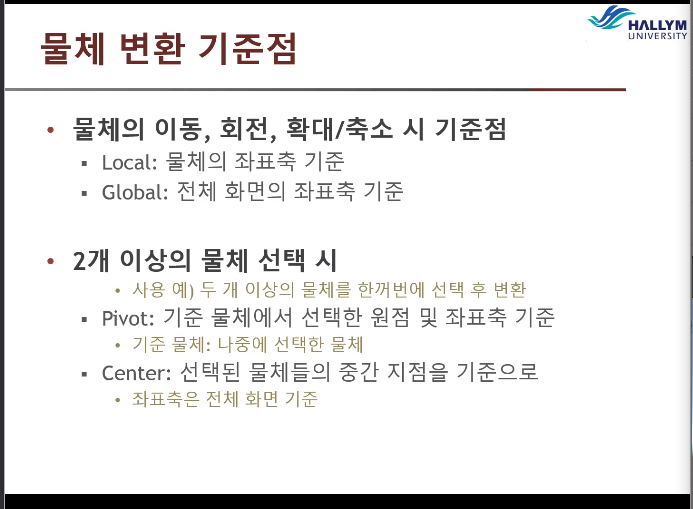 HALLYM
UNIVERSITY
물체 변환 기준점
• 물체의 이동, 회전, 확대/축소 시 기준점
▪ Local: 물체의 좌표축 기준
▪ Global: 전체 화면의 좌표축 기준
• 2개 이상의 물체 선택 시
• 사용 예) 두 개 이상의 물체를 한꺼번에 선택 후 변환
▪ Pivot: 기준 물체에서 선택한 원점 및 좌표축 기준
• 기준 물체: 나중에 선택한 물체
▪ Center: 선택된 물체들의 중간 지점을 기준으로
• 좌표축은 전체 화면 기준